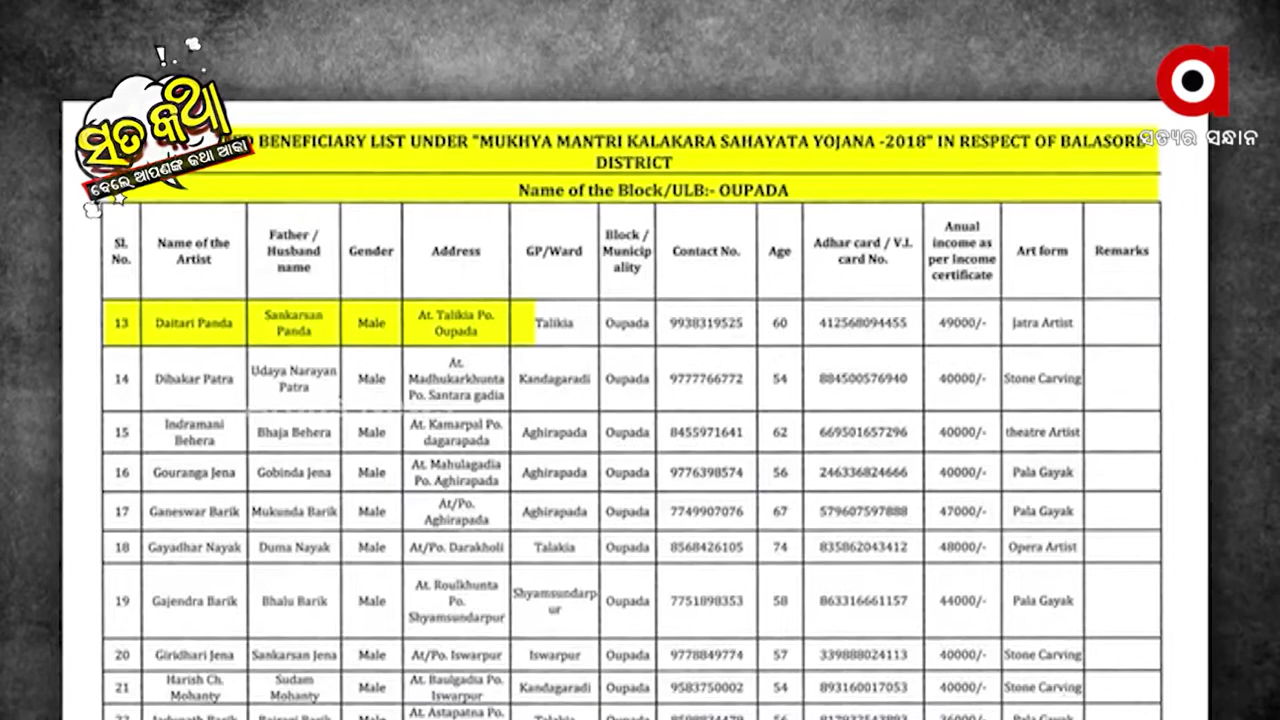 ସତ କଥା
ବେଲେ ଆପଣଙ୍କ କଥା ଆକା
ସତ୍ୟର ସନ୍ଧାନ
BENEFICIARY LIST UNDER "MUKHYA MANTRI KALAKARA SAHAYATA YOJANA -2018" IN RESPECT OF BALASORE
DISTRICT
Name of the Block/ULB:- OUPADA
Sl. No. Name of the Artist Father / Husband name Gender Address GP/Ward Block / Municipality Contact No. Age Adhar card / V.I. card No. Anual income as per Income certificate Art form Remarks
13 Daitari Panda Sankarsan Panda Male At. Talikia Po. Oupada Talikia Oupada 9938319525 60 412568094455 49000/- Jatra Artist
14 Dibakar Patra Udaya Narayan Patra Male At. Madhukarkhunta Po. Santara gadia Kandagaradi Oupada 9777766772 54 884500576940 40000/- Stone Carving
15 Indramani Behera Bhaja Behera Male At. Kamarpal Po. dagarapada Aghirapada Oupada 8455971641 62 669501657296 40000/- theatre Artist
16 Gouranga Jena Gobinda Jena Male At. Mahulagadia Po. Aghirapada Aghirapada Oupada 9776398574 56 246336824666 40000/- Pala Gayak
17 Ganeswar Barik Mukunda Barik Male At/Po. Aghirapada Aghirapada Oupada 7749907076 67 579607597888 47000/- Pala Gayak
18 Gayadhar Nayak Duma Nayak Male At/Po. Darakholi Talakia Oupada 8568426105 74 835862043412 48000/- Opera Artist
19 Gajendra Barik Bhalu Barik Male At. Roulkhunta Po. Shyamsundarpur Shyamsundarpur Oupada 7751898353 58 863316661157 44000/- Pala Gayak
20 Giridhari Jena Sankarsan Jena Male At/Po. Iswarpur Iswarpur Oupada 9778849774 57 339888024113 40000/- Stone Carving
21 Harish Ch. Mohanty Sudam Mohanty Male At. Baulgadia Po. Iswarpur Kandagaradi Oupada 9583750002 54 893160017053 40000/- Stone Carving
At. Astapatna Po.